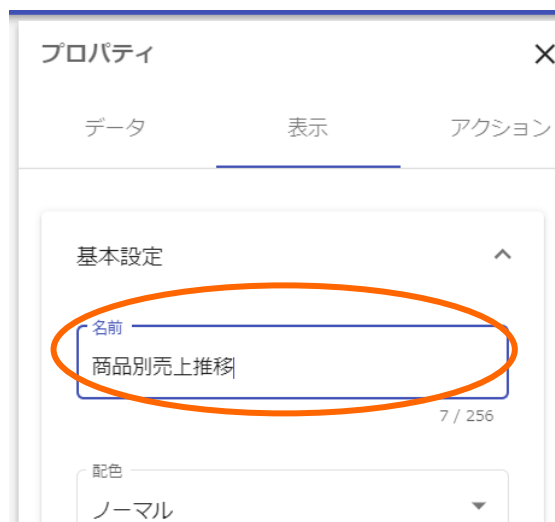 プロパティ
データ 表示 アクション
基本設定
名前
商品別売上推移
7 / 256
配色
ノーマル